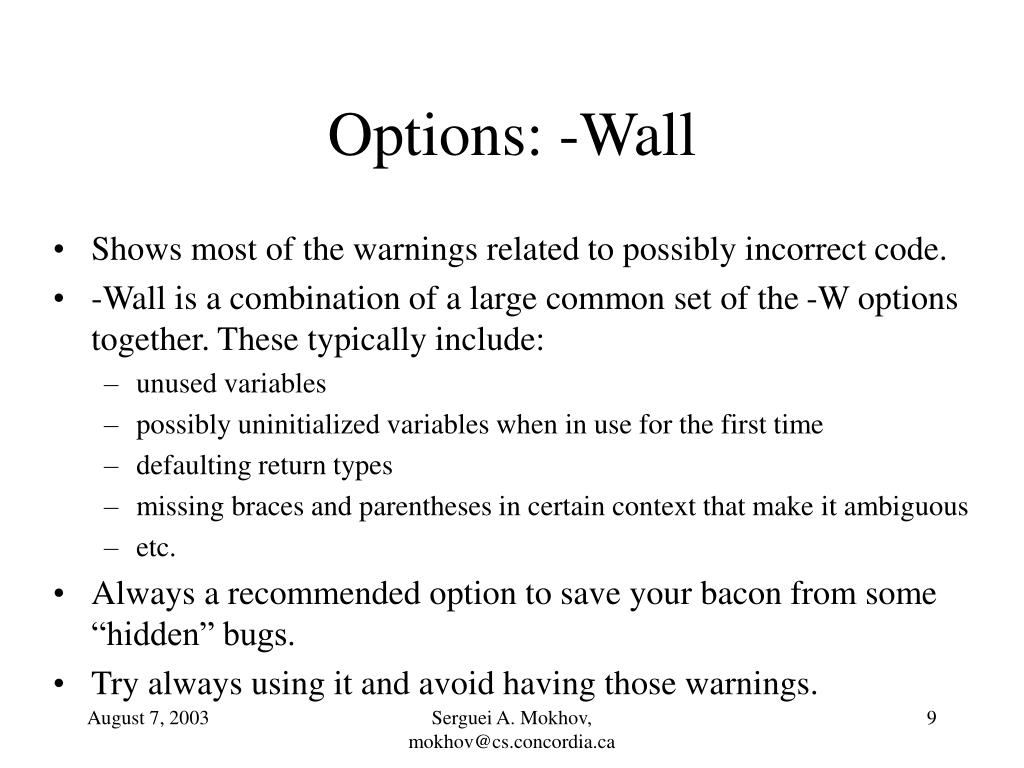 Options: -Wall
• Shows most of the warnings related to possibly incorrect code.
• -Wall is a combination of a large common set of the -W options
together. These typically include:
– unused variables
– possibly uninitialized variables when in use for the first time
– defaulting return types
– missing braces and parentheses in certain context that make it ambiguous
– etc.
• Always a recommended option to save your bacon from some
“hidden” bugs.
• Try always using it and avoid having those warnings.
August 7, 2003
Serguei A. Mokhov,
mokhov@cs.concordia.ca
9